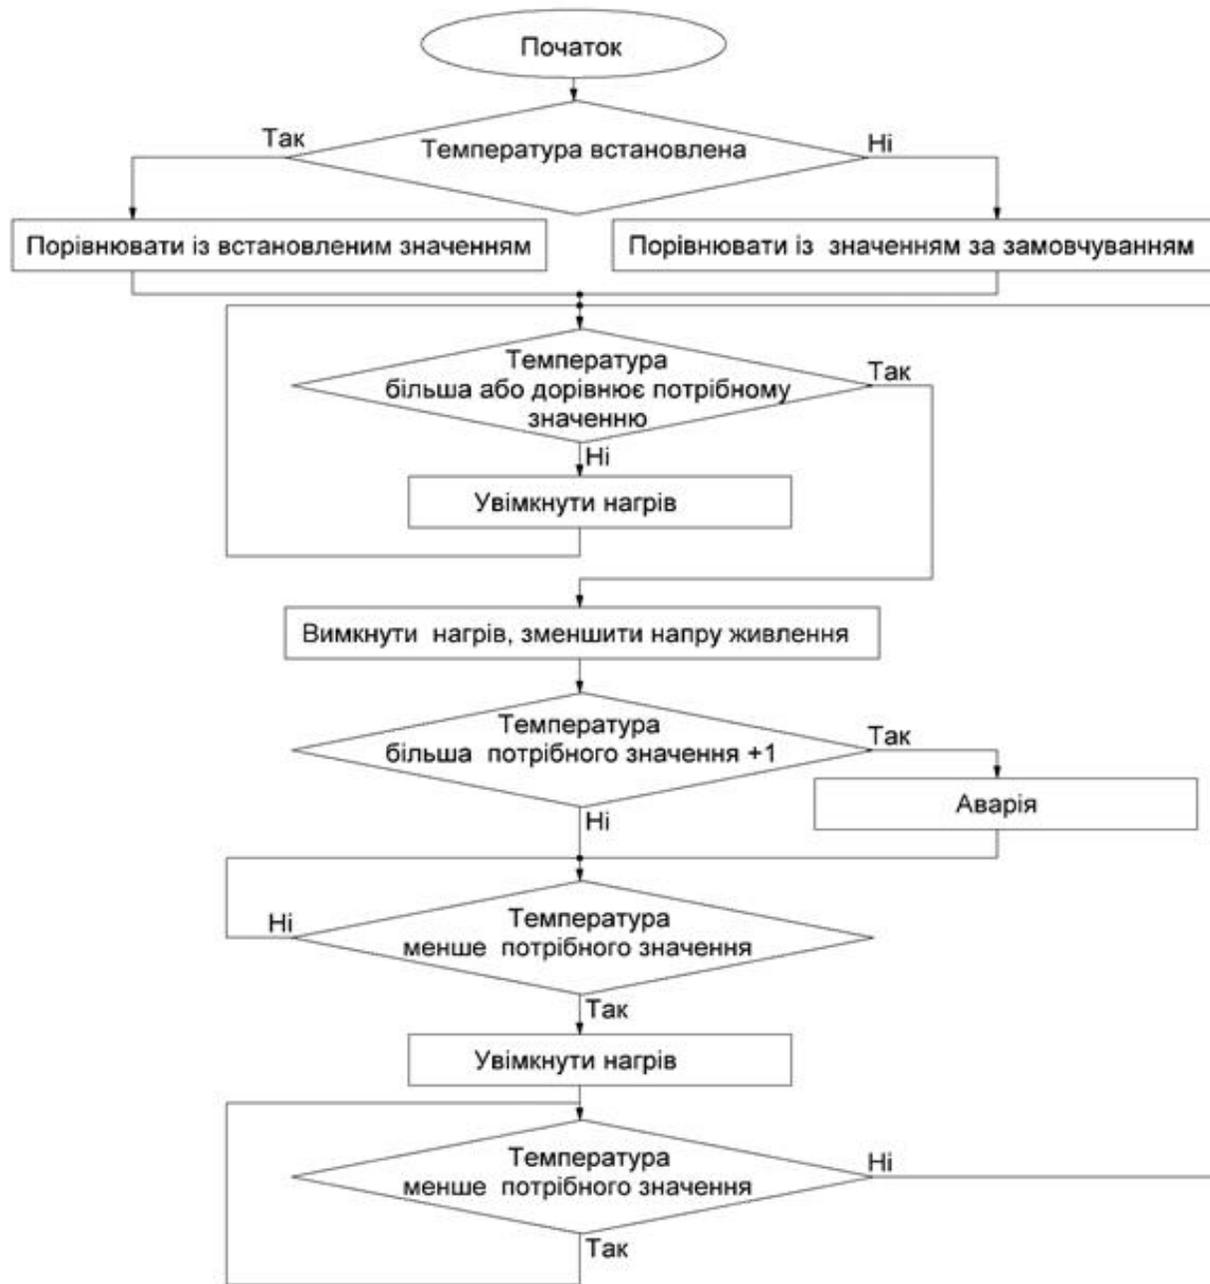 Початок
Температура встановлена
Так
Ні
Порівнювати із встановленим значенням
Порівнювати із значенням за замовчуванням
Температура
більша або дорівнює потрібному
значенню
Так
Ні
Увімкнути нагрів
Вимкнути нагрів, зменшити напру живлення
Температура
більша потрібного значення +1
Так
Аварія
Ні
Температура
менше потрібного значення
Ні
Так
Увімкнути нагрів
Температура
менше потрібного значення
Ні
Так